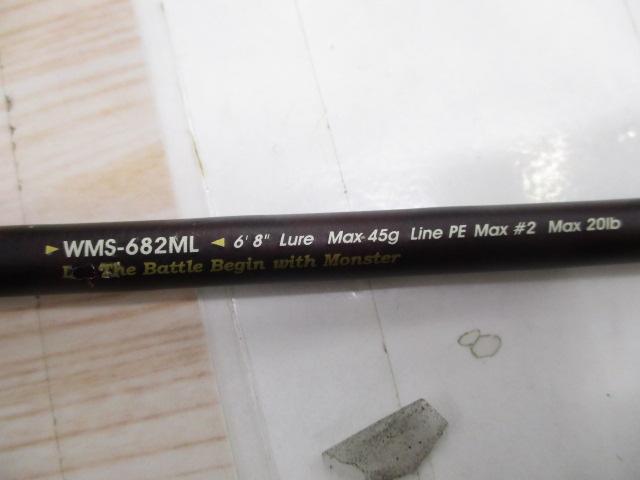 WMS-682ML 6' 8" Lure Max 45g Line PE Max #2 Max 20lb
The Battle Begin with Monster